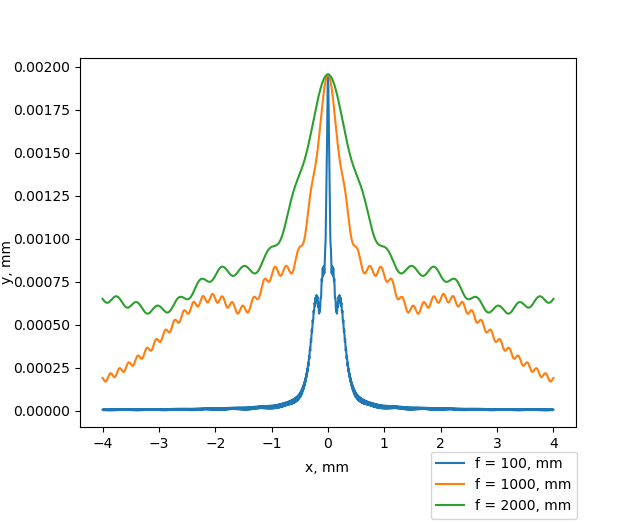 0.00200
0.00175
0.00150
0.00125
0.00100
0.00075
0.00050
0.00025
0.00000
y, mm
−4 −3 −2 −1 0 1 2 3 4
x, mm
f = 100, mm
f = 1000, mm
f = 2000, mm